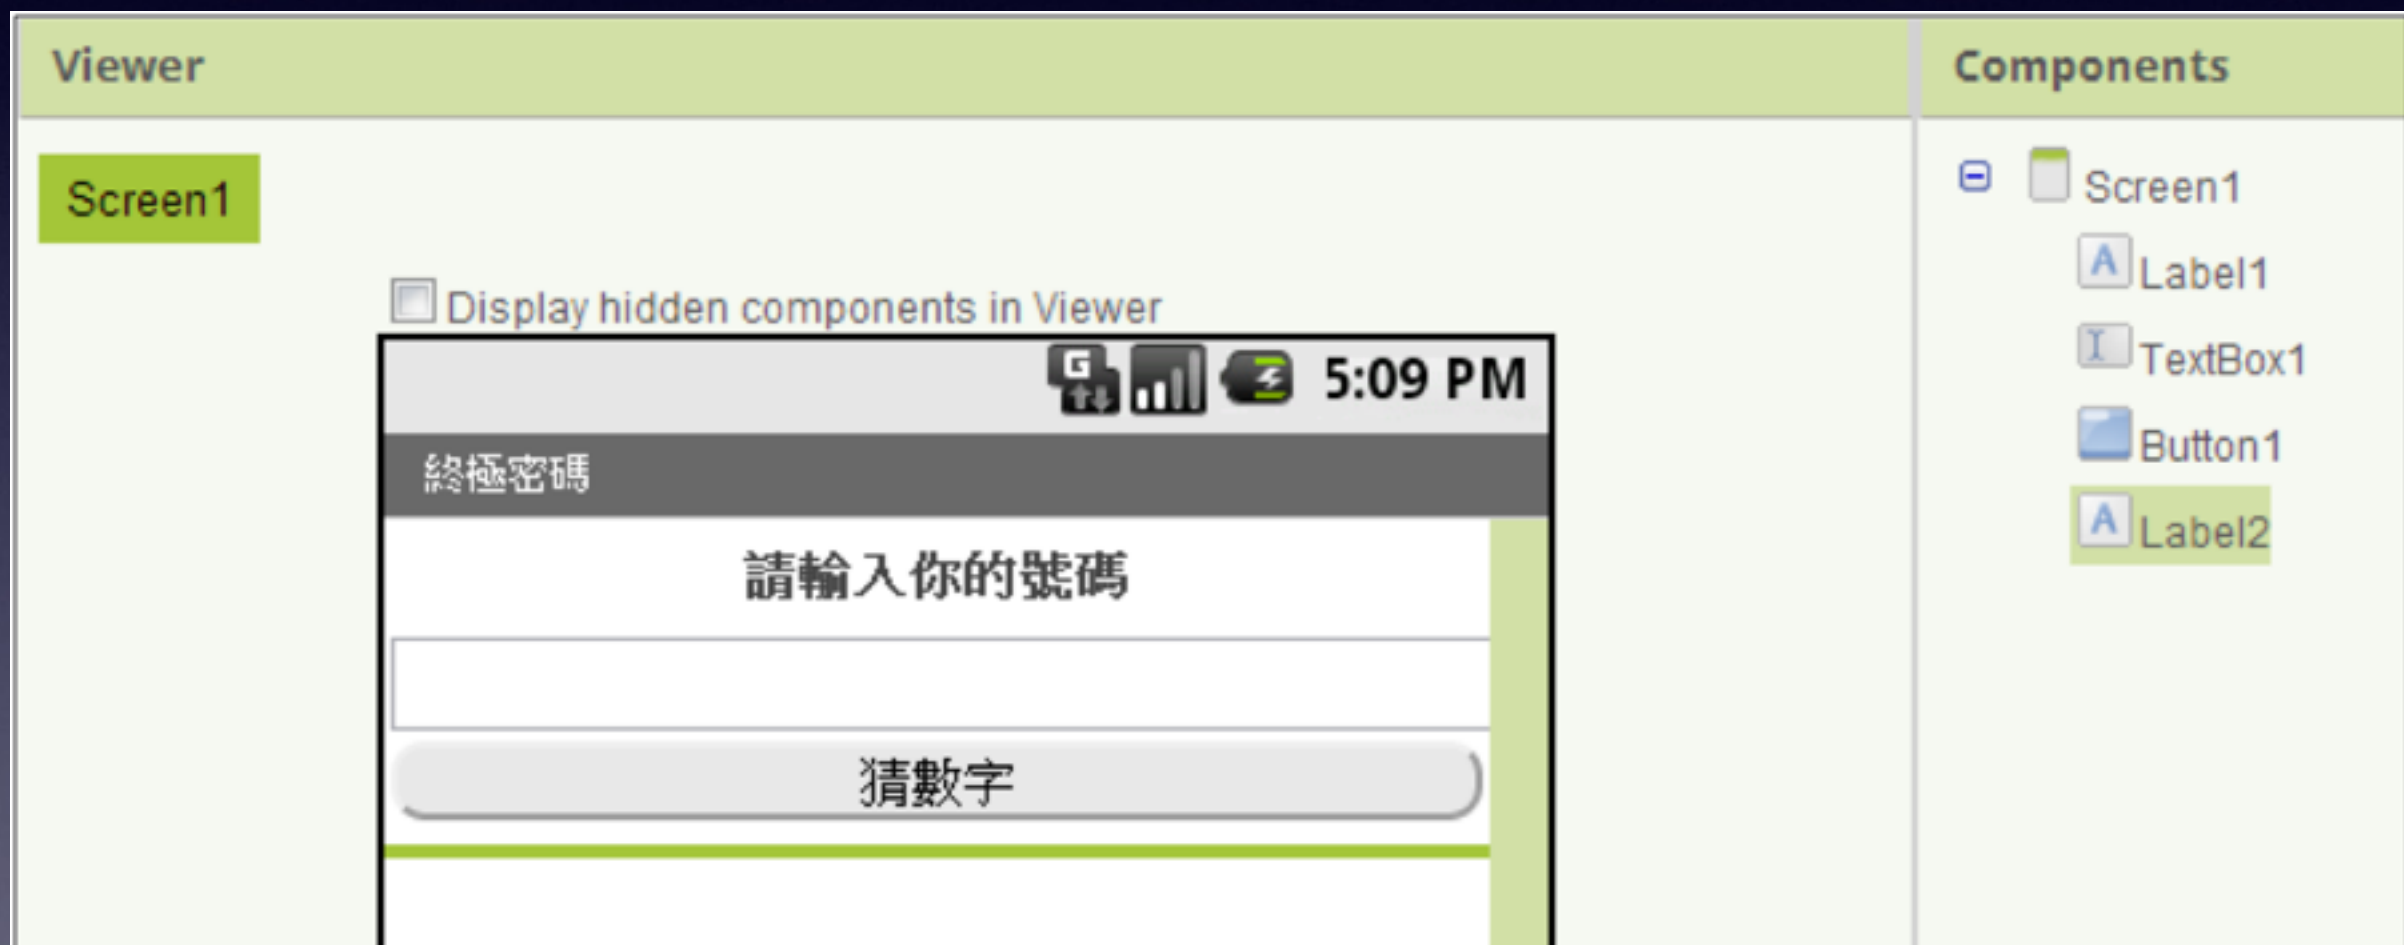 Viewer
Components
Screen1
Display hidden components in Viewer
5:09 PM
終極密碼
請輸入你的號碼
猜數字
Screen1
Label1
TextBox1
Button1
Label2